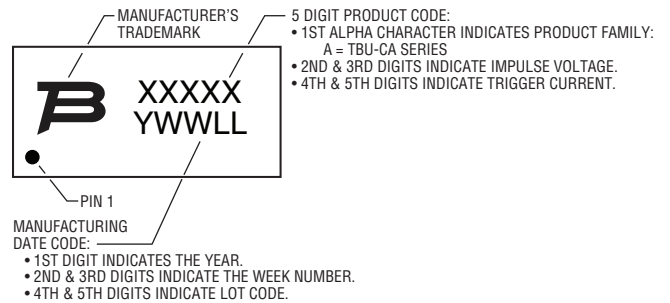 MANUFACTURER'S
TRADEMARK
5 DIGIT PRODUCT CODE:
• 1ST ALPHA CHARACTER INDICATES PRODUCT FAMILY:
A = TBU-CA SERIES
• 2ND & 3RD DIGITS INDICATE IMPULSE VOLTAGE.
• 4TH & 5TH DIGITS INDICATE TRIGGER CURRENT.
XXXXX
YWWLL
PIN 1
MANUFACTURING
DATE CODE:
• 1ST DIGIT INDICATES THE YEAR.
• 2ND & 3RD DIGITS INDICATE THE WEEK NUMBER.
• 4TH & 5TH DIGITS INDICATE LOT CODE.